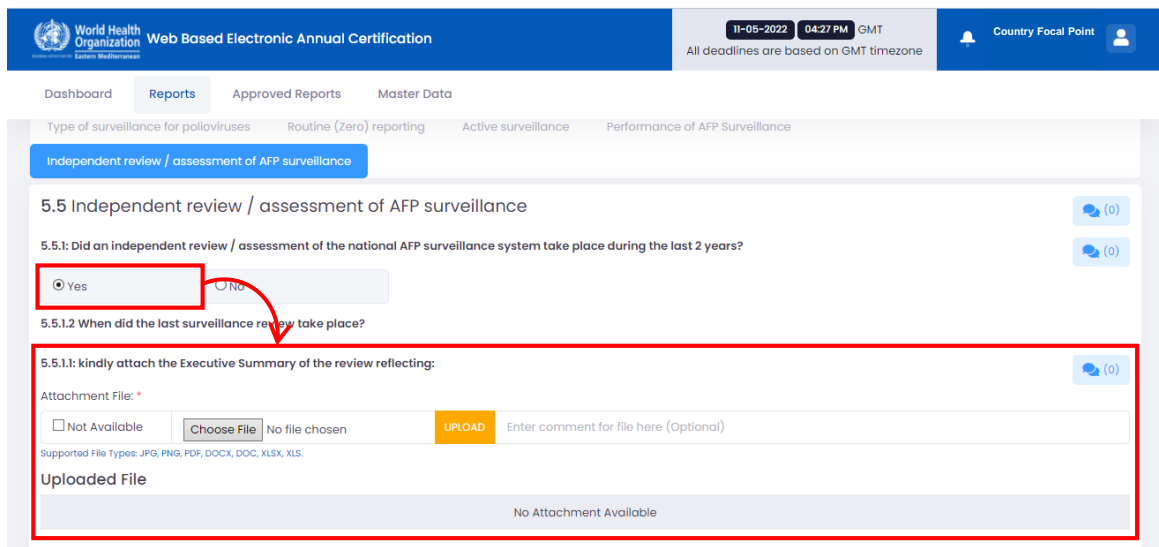 World Health
Organization
Eastern Mediterranean
Web Based Electronic Annual Certification
11-05-2022 04:27 PM GMT
All deadlines are based on GMT timezone
Country Focal Point
Dashboard Reports Approved Reports Master Data
Type of surveillance for polioviruses Routine (Zero) reporting Active surveillance Performance of AFP Surveillance
Independent review / assessment of AFP surveillance
5.5 Independent review / assessment of AFP surveillance
(0)
5.5.1: Did an independent review / assessment of the national AFP surveillance system take place during the last 2 years?
(0)
Yes No
5.5.1.2 When did the last surveillance review take place?
5.5.1.1: kindly attach the Executive Summary of the review reflecting:
(0)
Attachment File: *
Not Available Choose File No file chosen UPLOAD Enter comment for file here (Optional)
Supported File Types: JPG, PNG, PDF, DOCX, DOC, XLSX, XLS.
Uploaded File
No Attachment Available